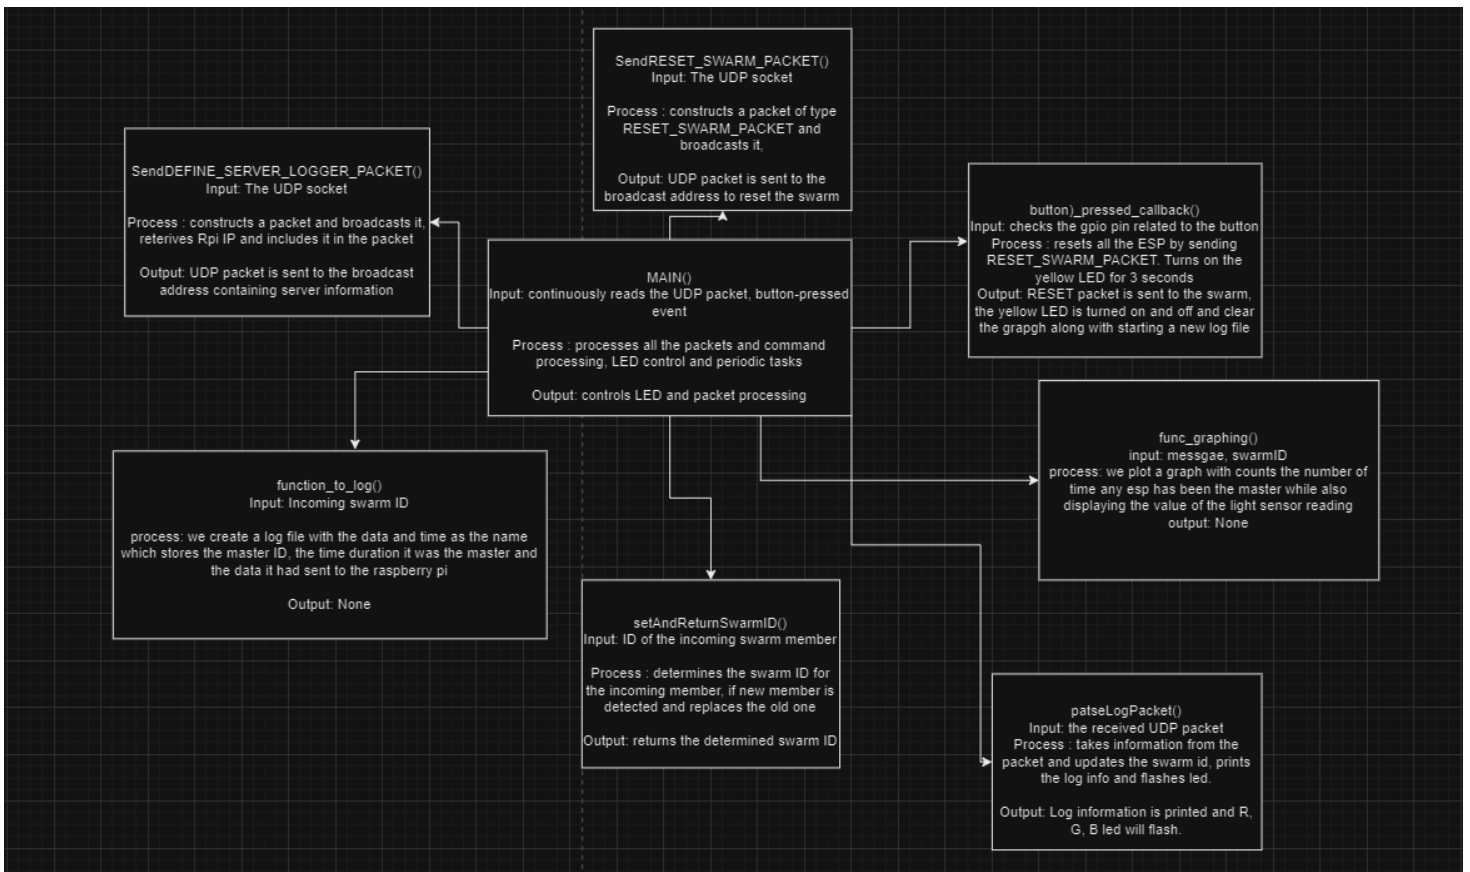 SendRESET_SWARM_PACKET()
Input: The UDP socket
Process : constructs a packet of type
RESET_SWARM_PACKET and
broadcasts it,
Output: UDP packet is sent to the
broadcast address to reset the swarm
SendDEFINE_SERVER_LOGGER_PACKET()
Input: The UDP socket
Process : constructs a packet and broadcasts it,
reterives Rpi IP and includes it in the packet
Output: UDP packet is sent to the broadcast
address containing server information
button)_pressed_callback()
Input: checks the gpio pin related to the button
Process : resets all the ESP by sending
RESET_SWARM_PACKET. Turns on the
yellow LED for 3 seconds
Output: RESET packet is sent to the swarm,
the yellow LED is turned on and off and clear
the grapgh along with starting a new log file
MAIN()
Input: continuously reads the UDP packet, button-pressed
event
Process : processes all the packets and command
processing, LED control and periodic tasks
Output: controls LED and packet processing
func_graphing()
input: messgae, swarmID
process: we plot a graph with counts the number of
time any esp has been the master while also
displaying the value of the light sensor reading
output: None
function_to_log()
Input: Incoming swarm ID
process: we create a log file with the data and time as the name
which stores the master ID, the time duration it was the master and
the data it had sent to the raspberry pi
Output: None
setAndReturnSwarmID()
Input: ID of the incoming swarm member
Process : determines the swarm ID for
the incoming member, if new member is
detected and replaces the old one
Output: returns the determined swarm ID
patseLogPacket()
Input: the received UDP packet
Process : takes information from the
packet and updates the swarm id, prints
the log info and flashes led.
Output: Log information is printed and R,
G, B led will flash.